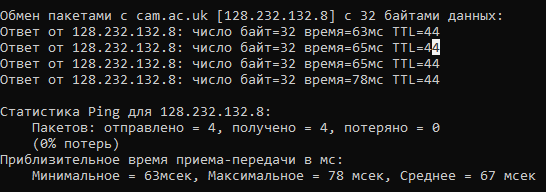 Обмен пакетами с cam.ac.uk [128.232.132.8] с 32 байтами данных:
Ответ от 128.232.132.8: число байт=32 время=63мс TTL=44
Ответ от 128.232.132.8: число байт=32 время=65мс TTL=44
Ответ от 128.232.132.8: число байт=32 время=65мс TTL=44
Ответ от 128.232.132.8: число байт=32 время=78мс TTL=44
Статистика Ping для 128.232.132.8:
Пакетов: отправлено = 4, получено = 4, потеряно = 0
(0% потерь)
Приблизительное время приема-передачи в мс:
Минимальное = 63мсек, Максимальное = 78 мсек, Среднее = 67 мсек